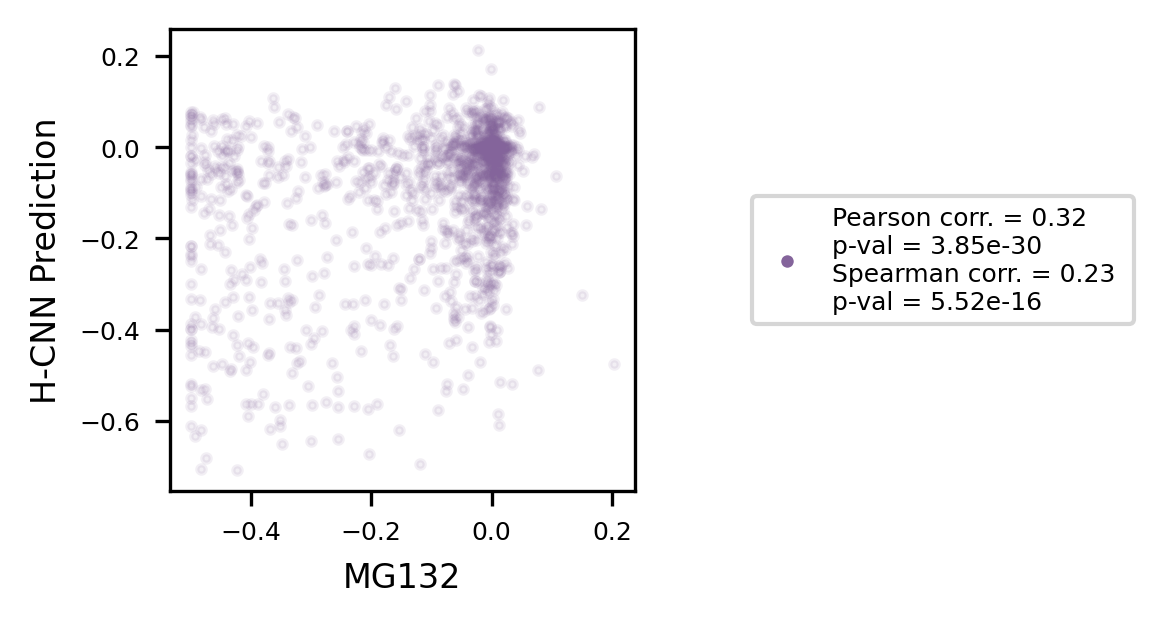 0.2
0.0
−0.2
−0.4
−0.6
H-CNN Prediction
−0.4
−0.2
0.0
0.2
MG132
Pearson corr. = 0.32
p-val = 3.85e-30
Spearman corr. = 0.23
p-val = 5.52e-16